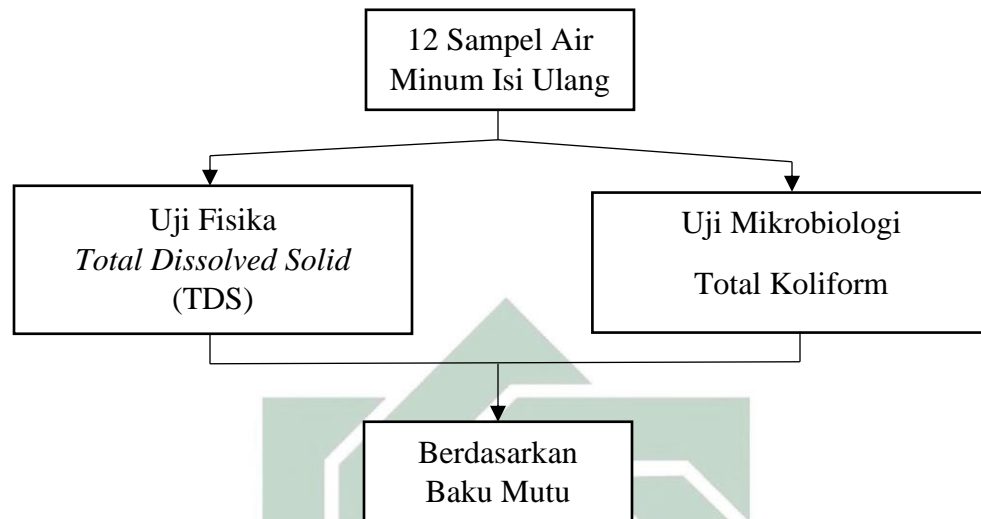 12 Sampel Air
Minum Isi Ulang
Uji Fisika
Total Dissolved Solid
(TDS)
Uji Mikrobiologi
Total Koliform
Berdasarkan
Baku Mutu